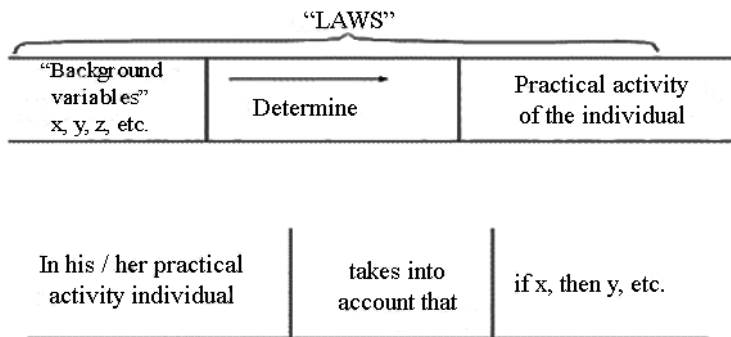 “LAWS”
“Background
variables”
x, y, z, etc.
Determine
Practical activity
of the individual
In his / her practical
activity individual
takes into
account that
if x, then y, etc.